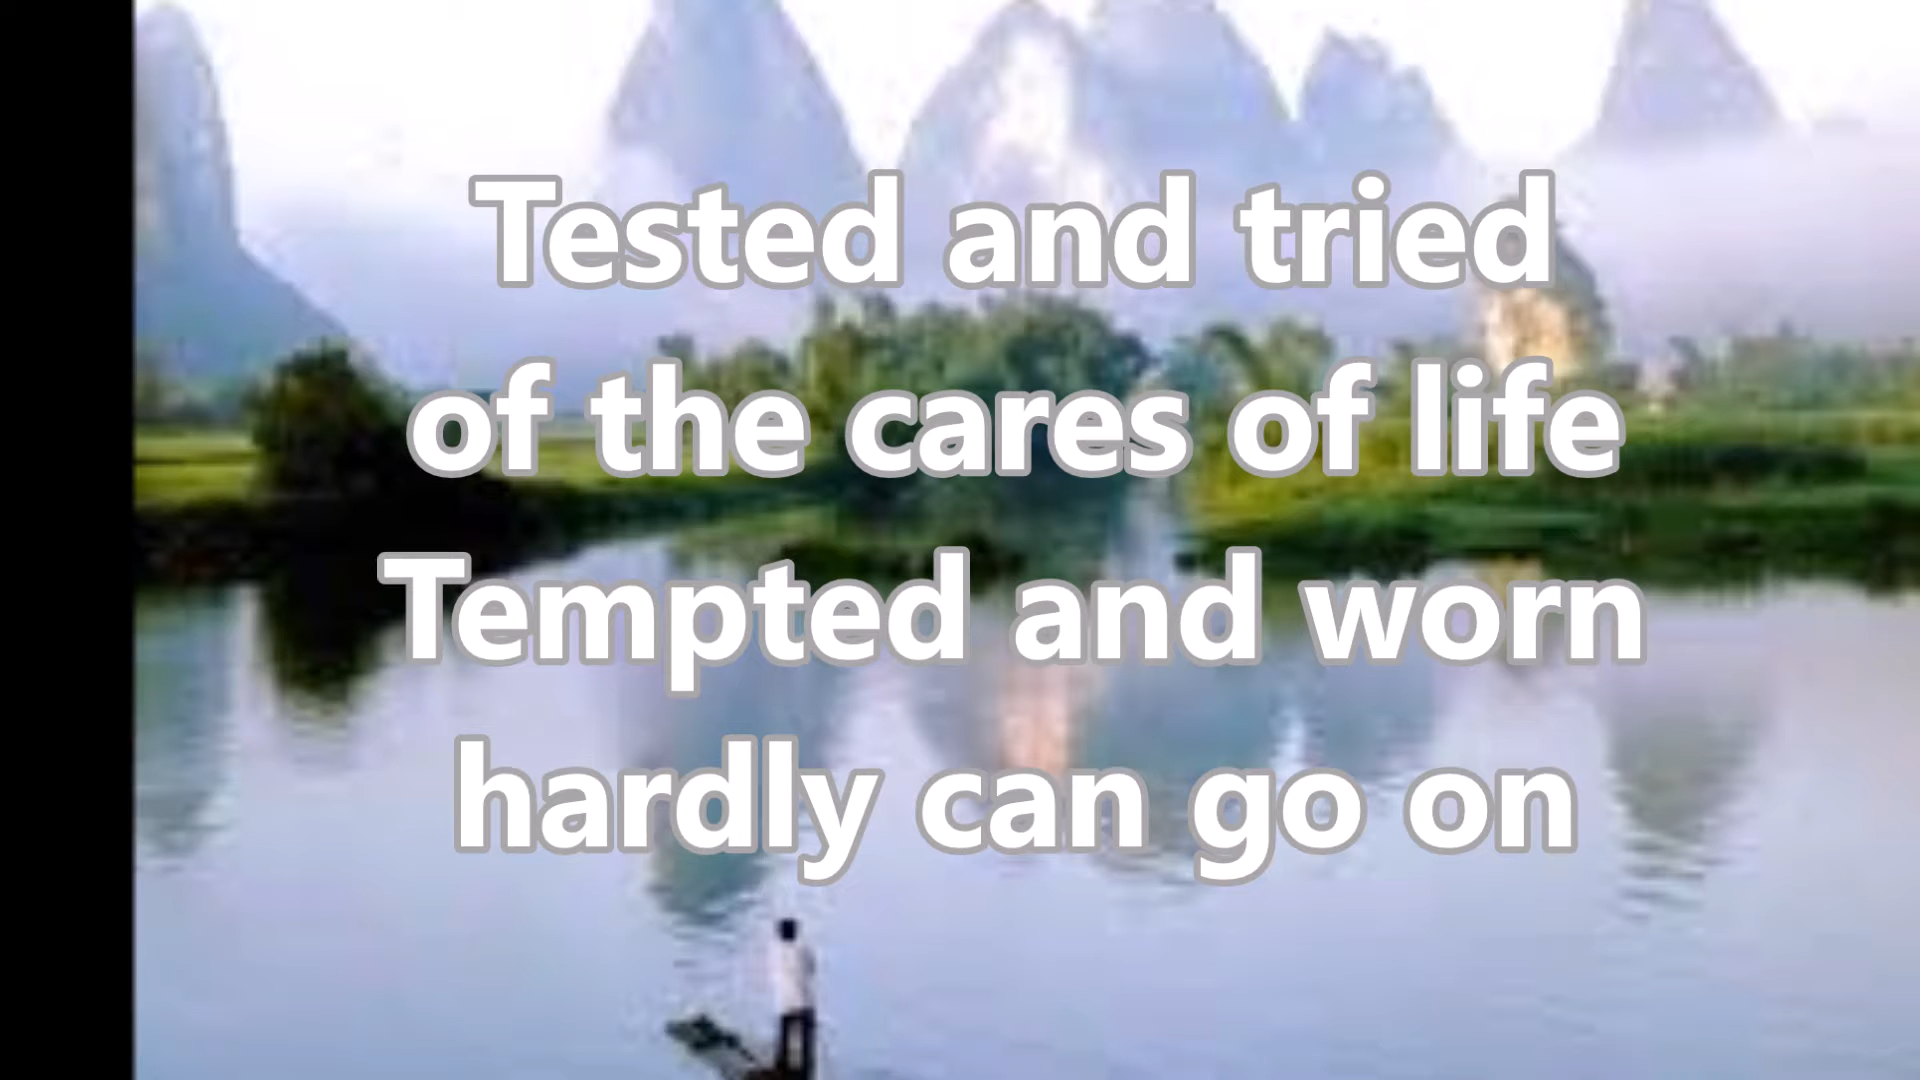 Tested and tried
of the cares of life
Tempted and worn
hardly can go on